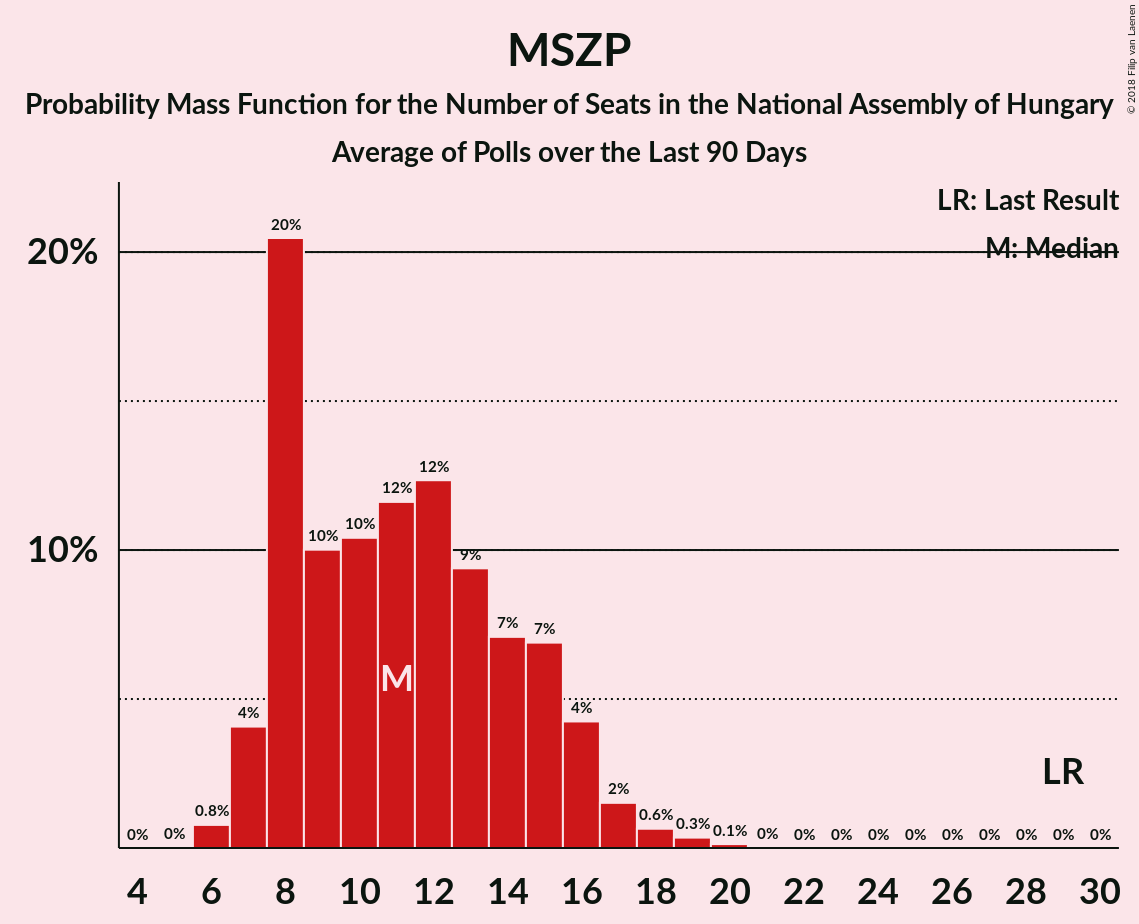 MSZP
Probability Mass Function for the Number of Seats in the National Assembly of Hungary
Average of Polls over the Last 90 Days
© 2018 Filip van Laenen
LR: Last Result
M: Median
20%
10%
0% 0% 0.8% 4% 20% 10% 10% 12% 12% 9% 7% 7% 4% 2% 0.6% 0.3% 0.1% 0% 0% 0% 0% 0% 0% 0% 0% 0% 0%
M
LR
4 6 8 10 12 14 16 18 20 22 24 26 28 30